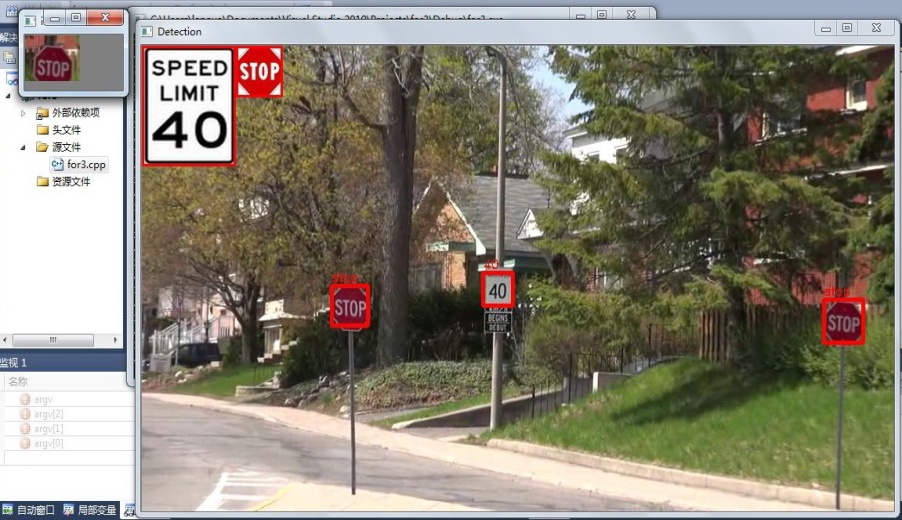 STOP
Detection
SPEED
LIMIT
40
STOP
外部依赖项
头文件
源文件
for3.cpp
资源文件
STOP
40
BEGINS
STOP
监视 1
名称
argv
argv[2]
argv[1]
argv[0]
自动窗口
局部变量